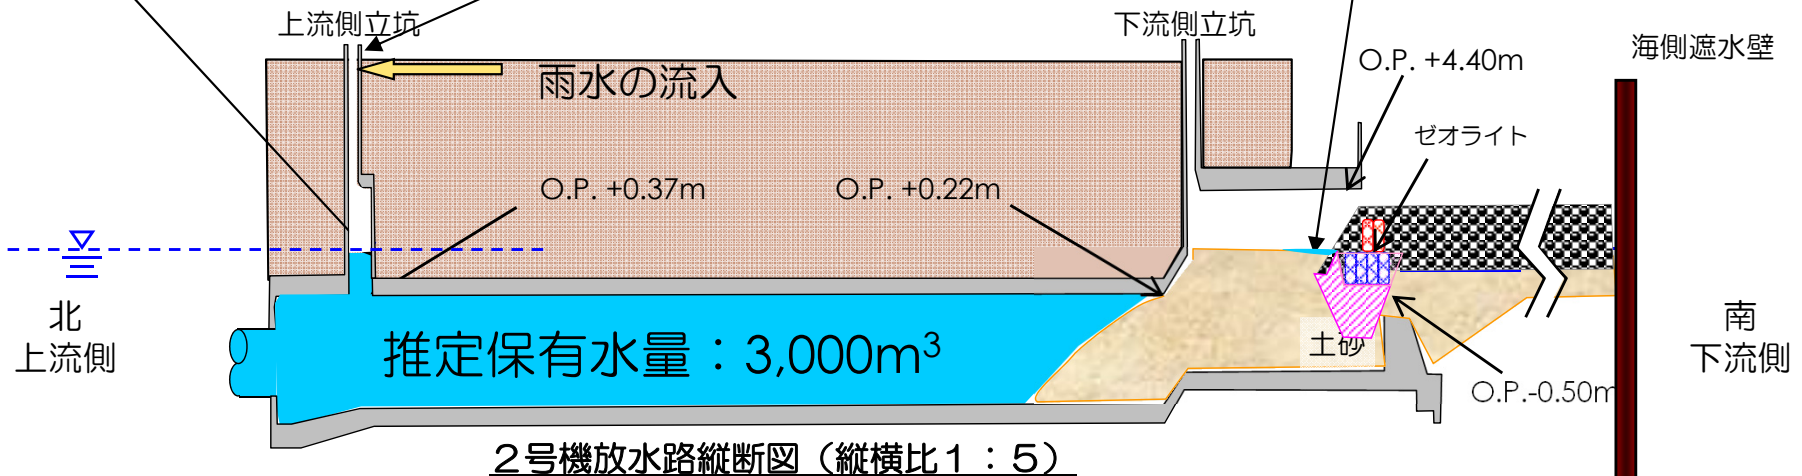 上流側立坑
下流側立坑
海側遮水壁
雨水の流入
O.P. +4.40m
ゼオライト
O.P. +0.37m
O.P. +0.22m
北
上流側
推定保有水量：3,000m³
土砂
南
下流側
O.P.-0.50m
２号機放水路縦断図（縦横比１：５）